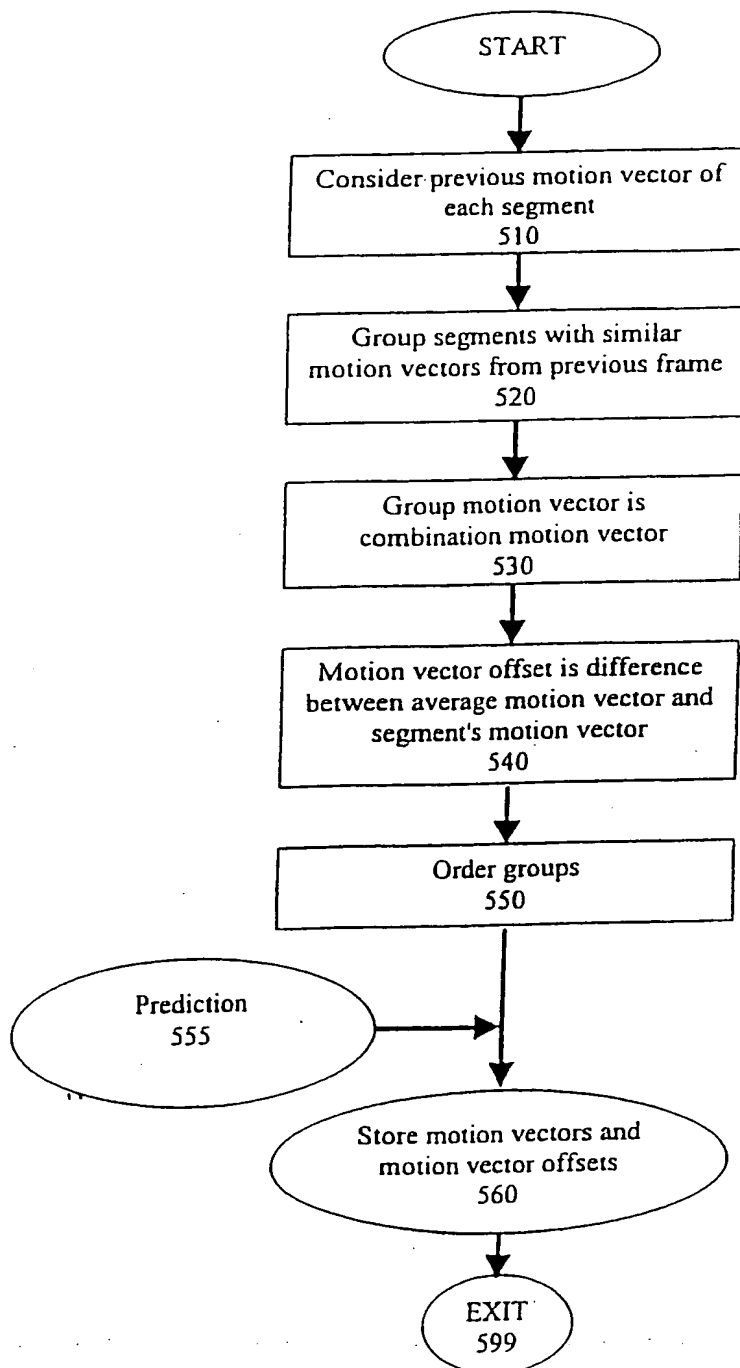 START
Consider previous motion vector of
each segment
510
Group segments with similar
motion vectors from previous frame
520
Group motion vector is
combination motion vector
530
Motion vector offset is difference
between average motion vector and
segment's motion vector
540
Order groups
550
Prediction
555
Store motion vectors and
motion vector offsets
560
EXIT
599